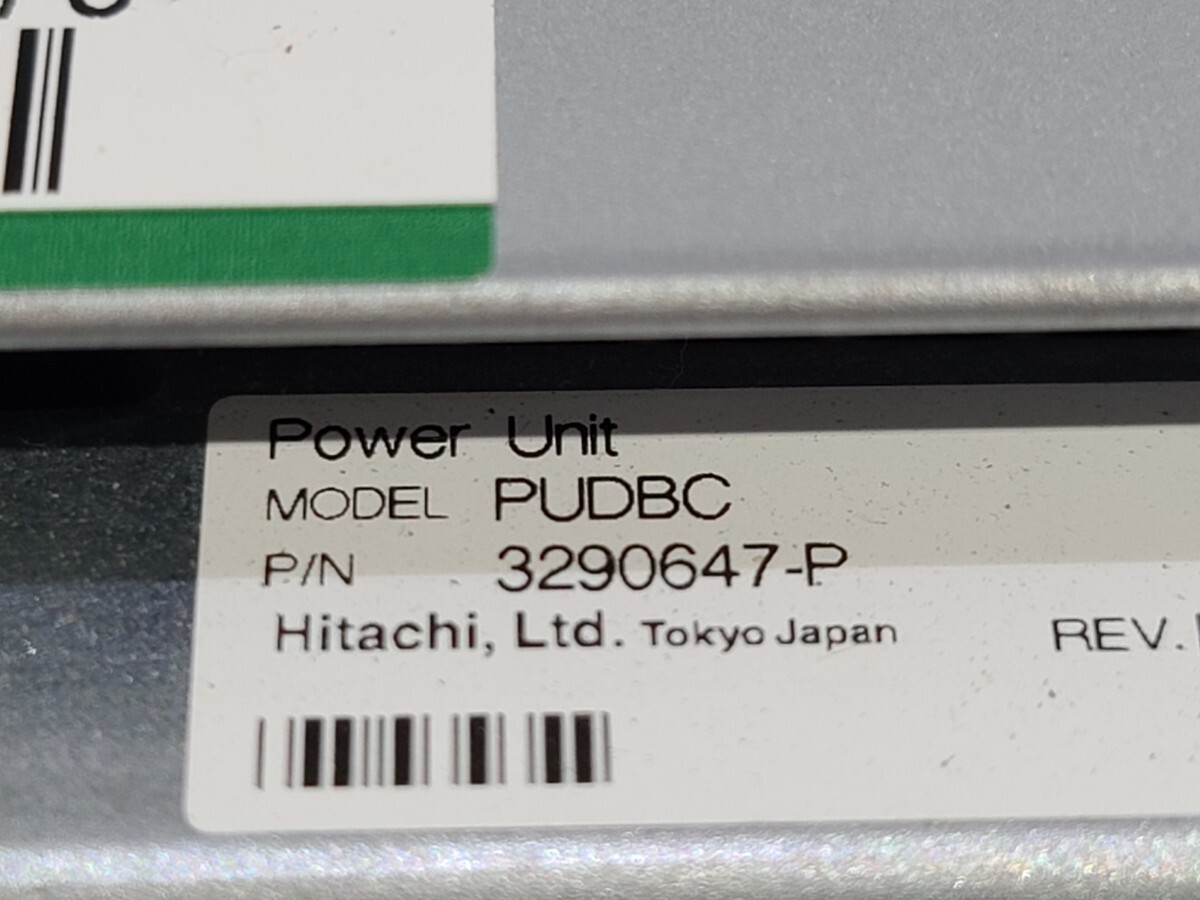 Power Unit
MODEL PUDBC
P/N 3290647-P
Hitachi, Ltd. Tokyo Japan REV.